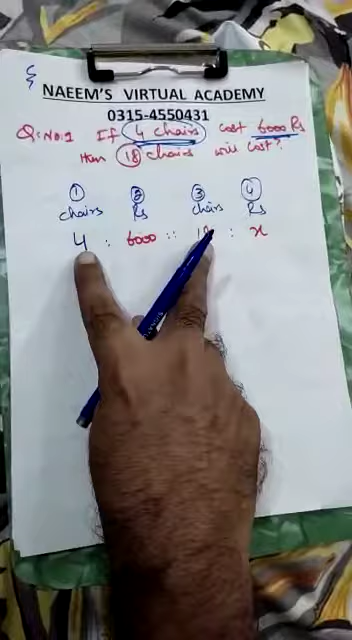 NAEEM'S VIRTUAL ACADEMY
0315-4550431
Q:No:1 If 4 chairs cost 6000 Rs
then 18 chairs will cost?
① ② ③ ④
chairs Rs chairs Rs
4 : 6000 :: 18 : x